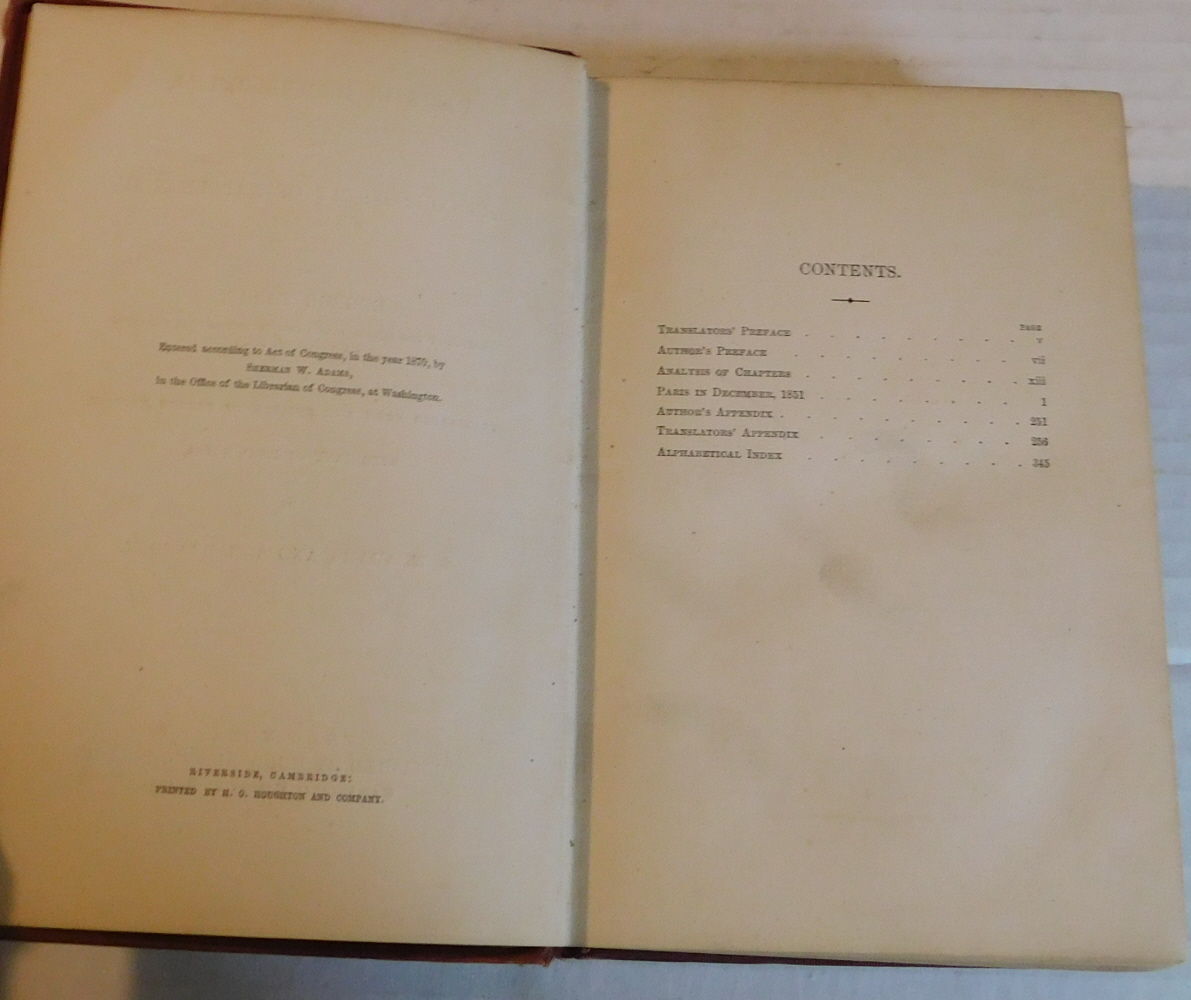 Entered according to Act of Congress, in the year 1870, by
SHERMAN W. ADAMS,
in the Office of the Librarian of Congress, at Washington.
RIVERSIDE, CAMBRIDGE:
PRINTED BY H. O. HOUGHTON AND COMPANY.
CONTENTS.
PAGE
TRANSLATORS' PREFACE . . . . . . . . v
AUTHOR'S PREFACE . . . . . . . . vii
ANALYSIS OF CHAPTERS . . . . . . . . xiii
PARIS IN DECEMBER, 1851 . . . . . . . . 1
AUTHOR'S APPENDIX . . . . . . . . . 251
TRANSLATORS' APPENDIX . . . . . . . . 256
ALPHABETICAL INDEX . . . . . . . . 345